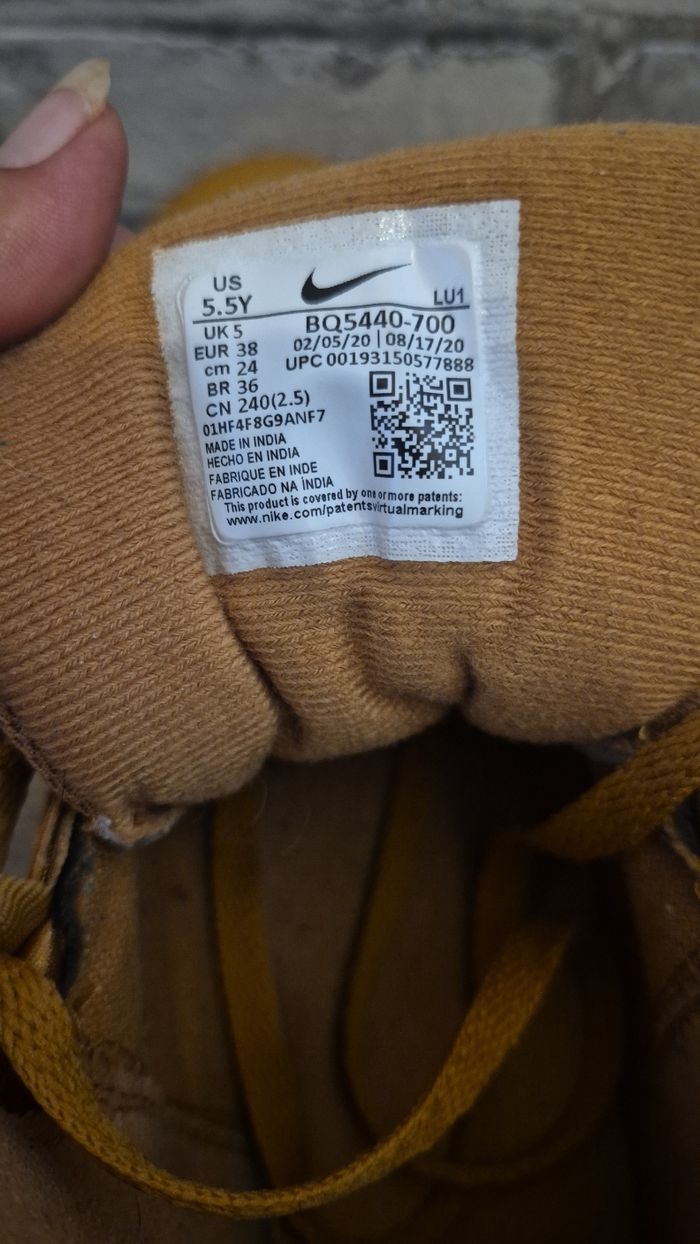 US
5.5Y
LU1
UK 5
EUR 38
cm 24
BR 36
CN 240(2.5)
BQ5440-700
02/05/20 | 08/17/20
UPC 00193150577888
01HF4F8G9ANF7
MADE IN INDIA
HECHO EN INDIA
FABRIQUE EN INDE
FABRICADO NA ÍNDIA
This product is covered by one or more patents:
www.nike.com/patentsvirtualmarking